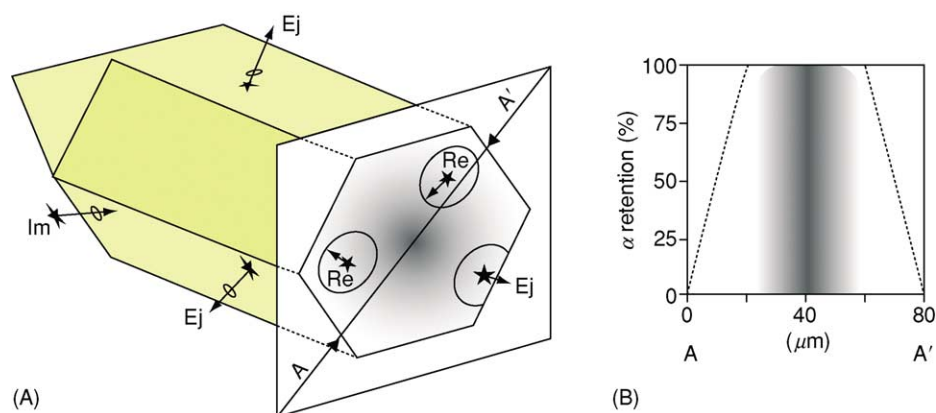 Ej
A′
Re
Im
Re
Ej
Ej
A
(A)
100
75
50
25
0
α retention (%)
0
40
80
(μm)
A
A′
(B)